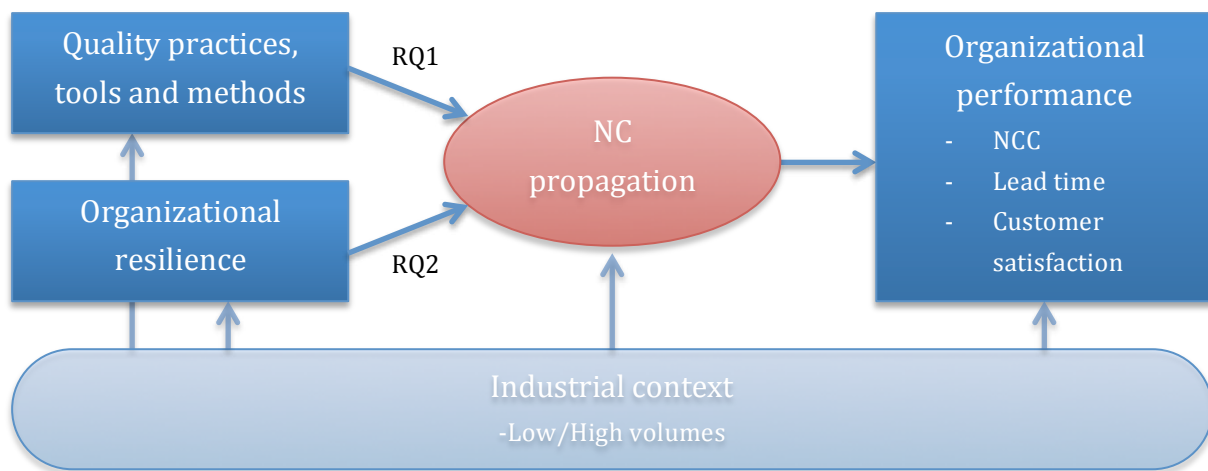 Quality practices,
tools and methods
RQ1
NC
propagation
Organizational
performance
- NCC
- Lead time
- Customer
satisfaction
Organizational
resilience
RQ2
Industrial context
-Low/High volumes